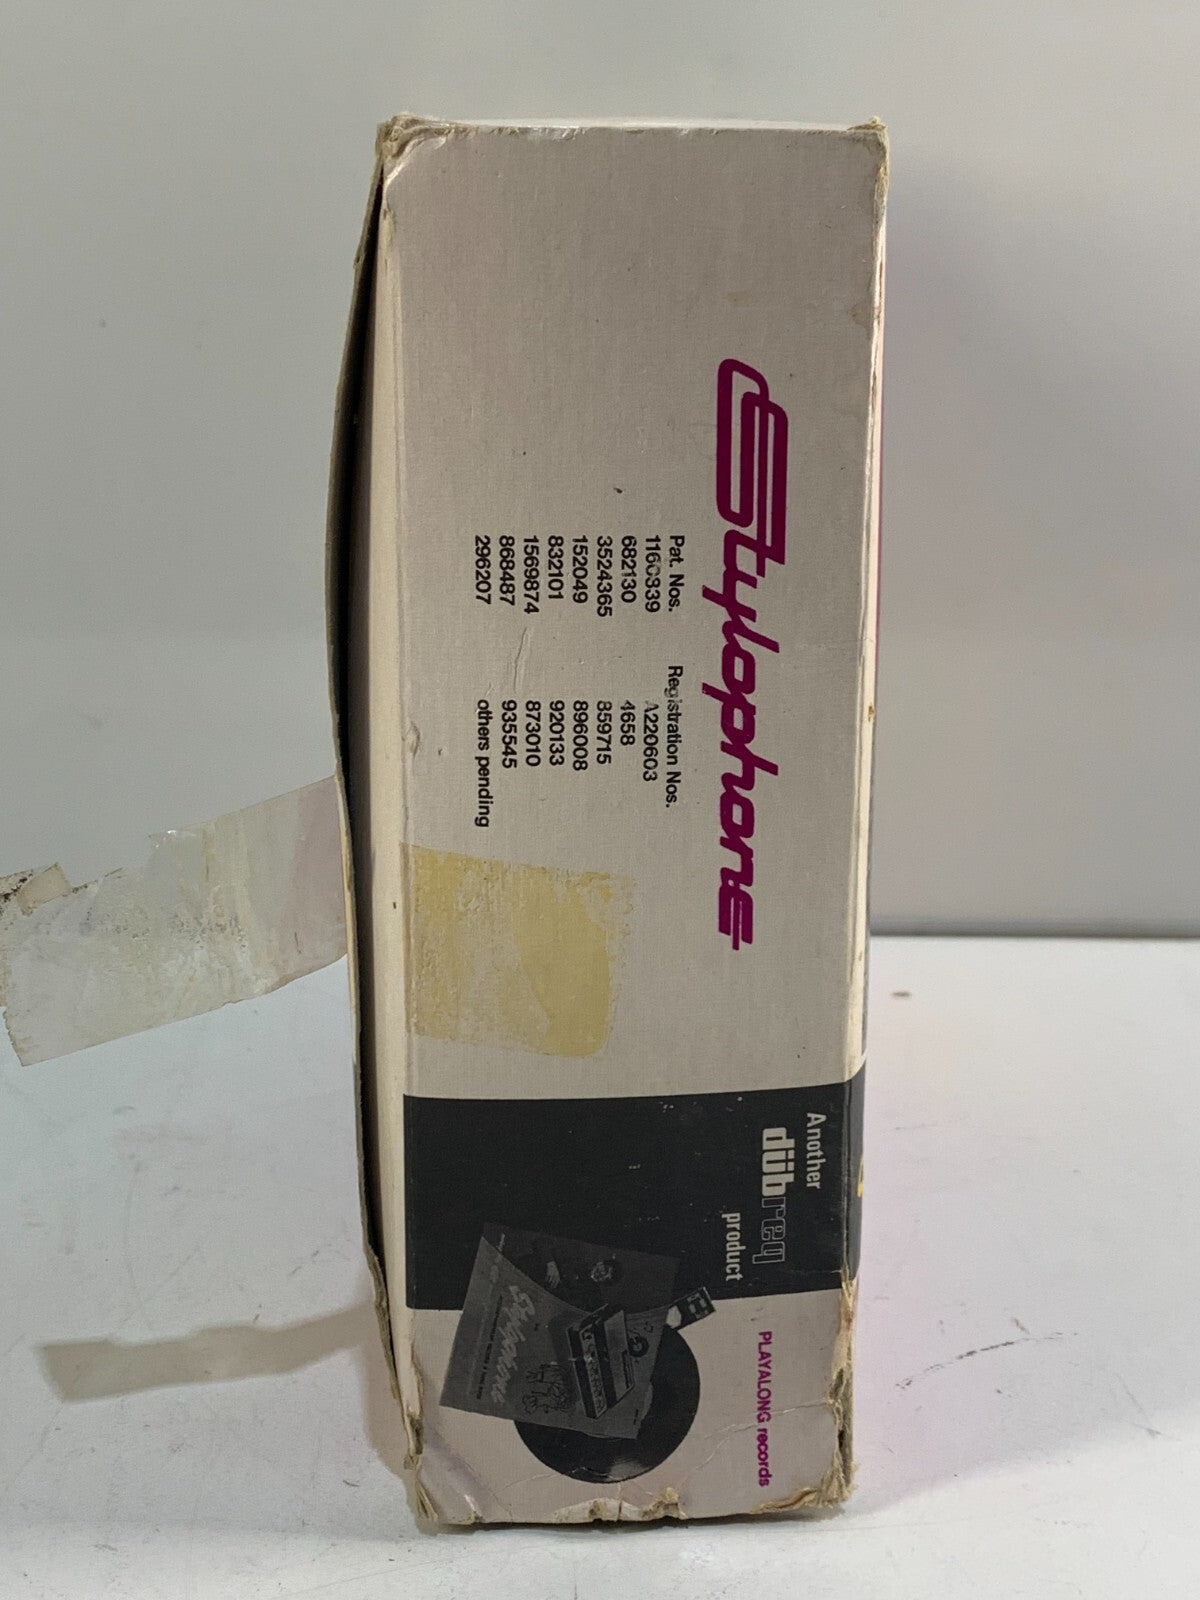 Stylophone
Pat. Nos. Registration Nos.
1160339 A220603
682130 4658
3524365 859715
152049 896008
832101 920133
1569874 873010
868487 935545
296207 others pending
Another
dübreq
product
PLAYALONG records
Stylophone